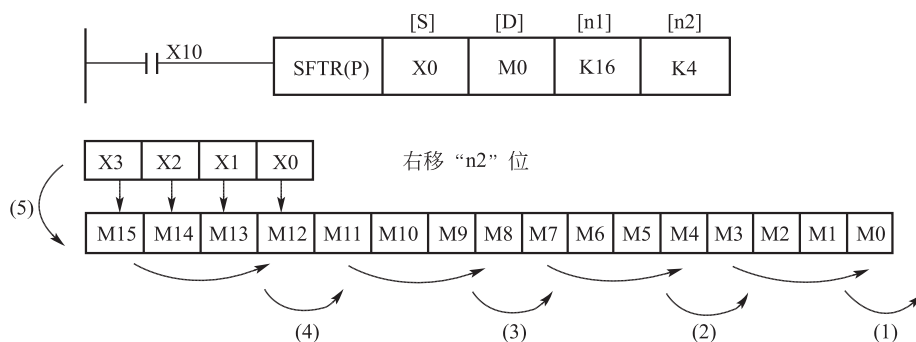 [S] [D] [n1] [n2]
X10
SFTR(P) X0 M0 K16 K4
X3 X2 X1 X0 右移“n2”位
(5)
M15 M14 M13 M12 M11 M10 M9 M8 M7 M6 M5 M4 M3 M2 M1 M0
(4) (3) (2) (1)